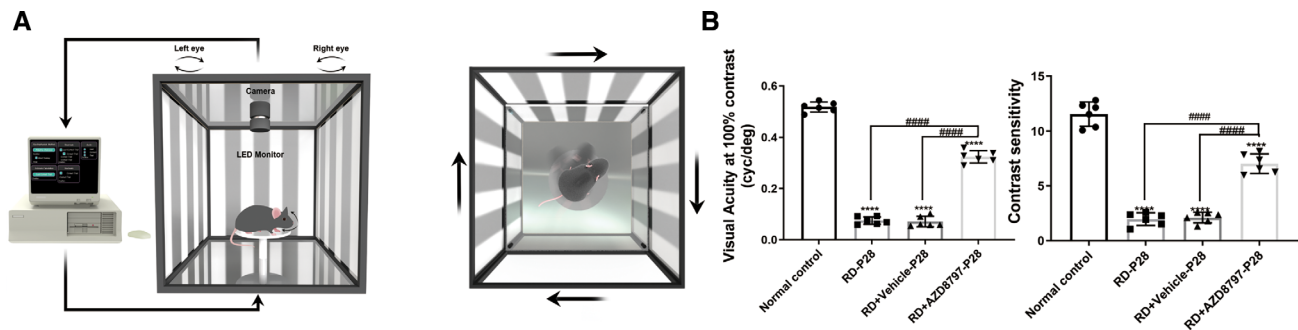 A
Left eye
Right eye
Camera
LED Monitor
B
Visual Acuity at 100% contrast
(cyc/deg)
0.6
0.4
0.2
0.0
####
####
****
****
****
Normal control
RD-P28
RD+Vehicle-P28
RD+AZD8797-P28
Contrast sensitivity
15
10
5
0
####
####
****
****
****
Normal control
RD-P28
RD+Vehicle-P28
RD+AZD8797-P28